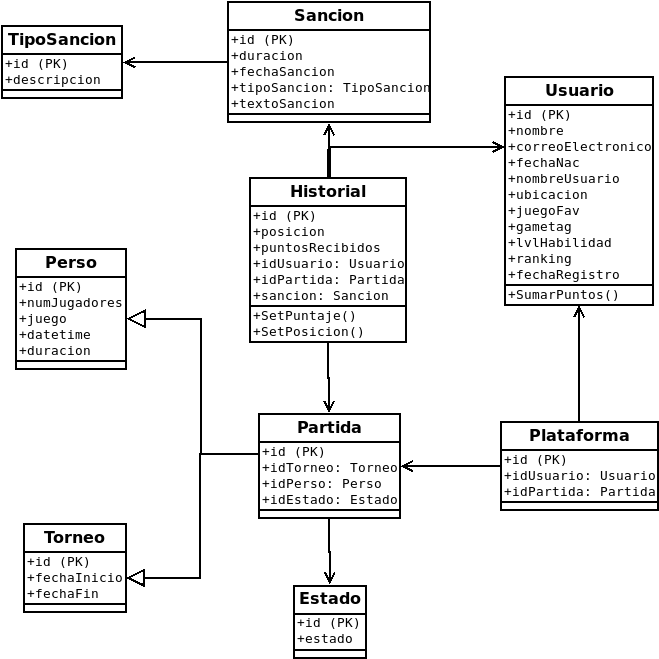 TipoSancion
+id (PK)
+descripcion
Sancion
+id (PK)
+duracion
+fechaSancion
+tipoSancion: TipoSancion
+textoSancion
Usuario
+id (PK)
+nombre
+correoElectronico
+fechaNac
+nombreUsuario
+ubicacion
+juegoFav
+gametag
+lvlHabilidad
+ranking
+fechaRegistro
+SumarPuntos()
Historial
+id (PK)
+posicion
+puntosRecibidos
+idUsuario: Usuario
+idPartida: Partida
+sancion: Sancion
+SetPuntaje()
+SetPosicion()
Perso
+id (PK)
+numJugadores
+juego
+datetime
+duracion
Partida
+id (PK)
+idTorneo: Torneo
+idPerso: Perso
+idEstado: Estado
Plataforma
+id (PK)
+idUsuario: Usuario
+idPartida: Partida
Torneo
+id (PK)
+fechaInicio
+fechaFin
Estado
+id (PK)
+estado